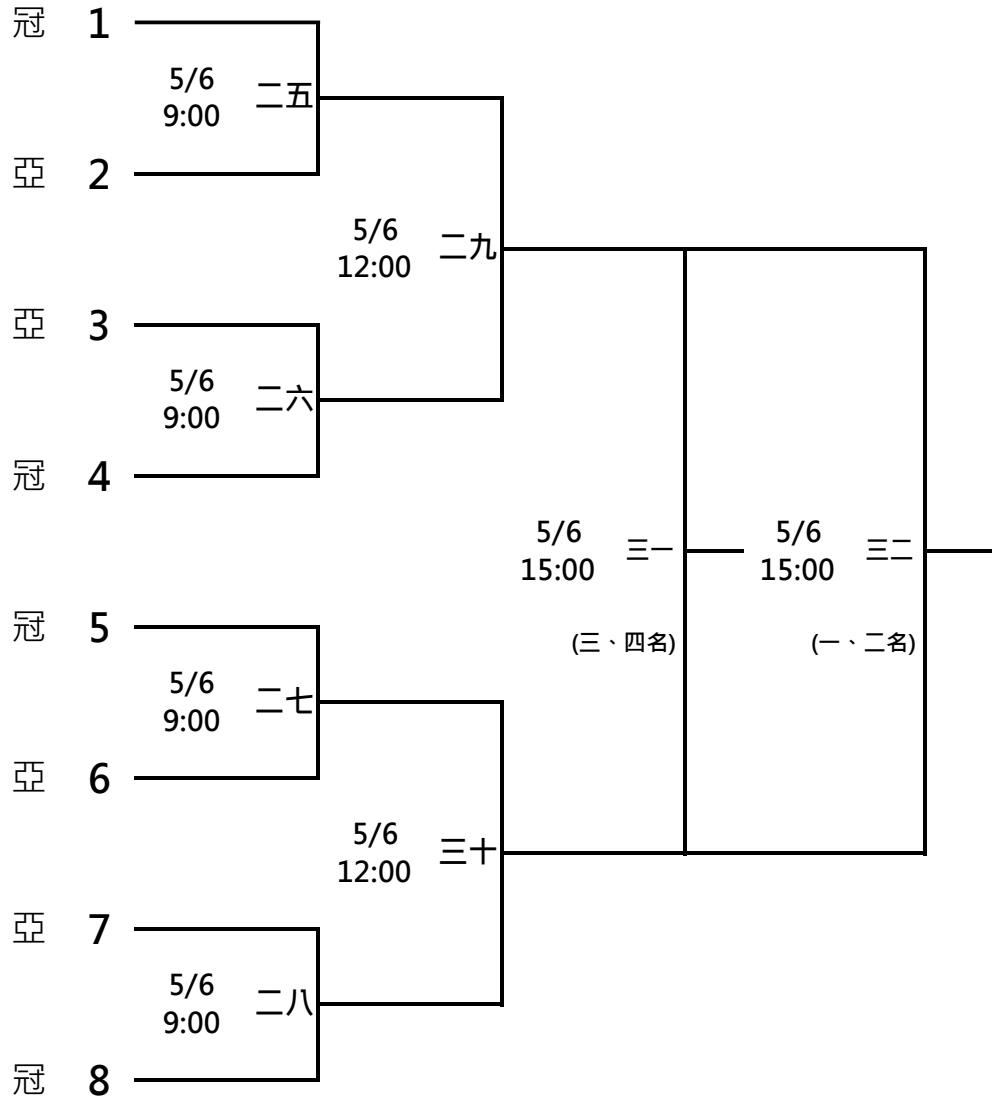 冠 1
5/6
9:00
二五
亞 2
5/6
12:00
二九
亞 3
5/6
9:00
二六
冠 4
5/6
15:00
三一
(三、四名)
5/6
15:00
三二
(一、二名)
冠 5
5/6
9:00
二七
亞 6
5/6
12:00
三十
亞 7
5/6
9:00
二八
冠 8